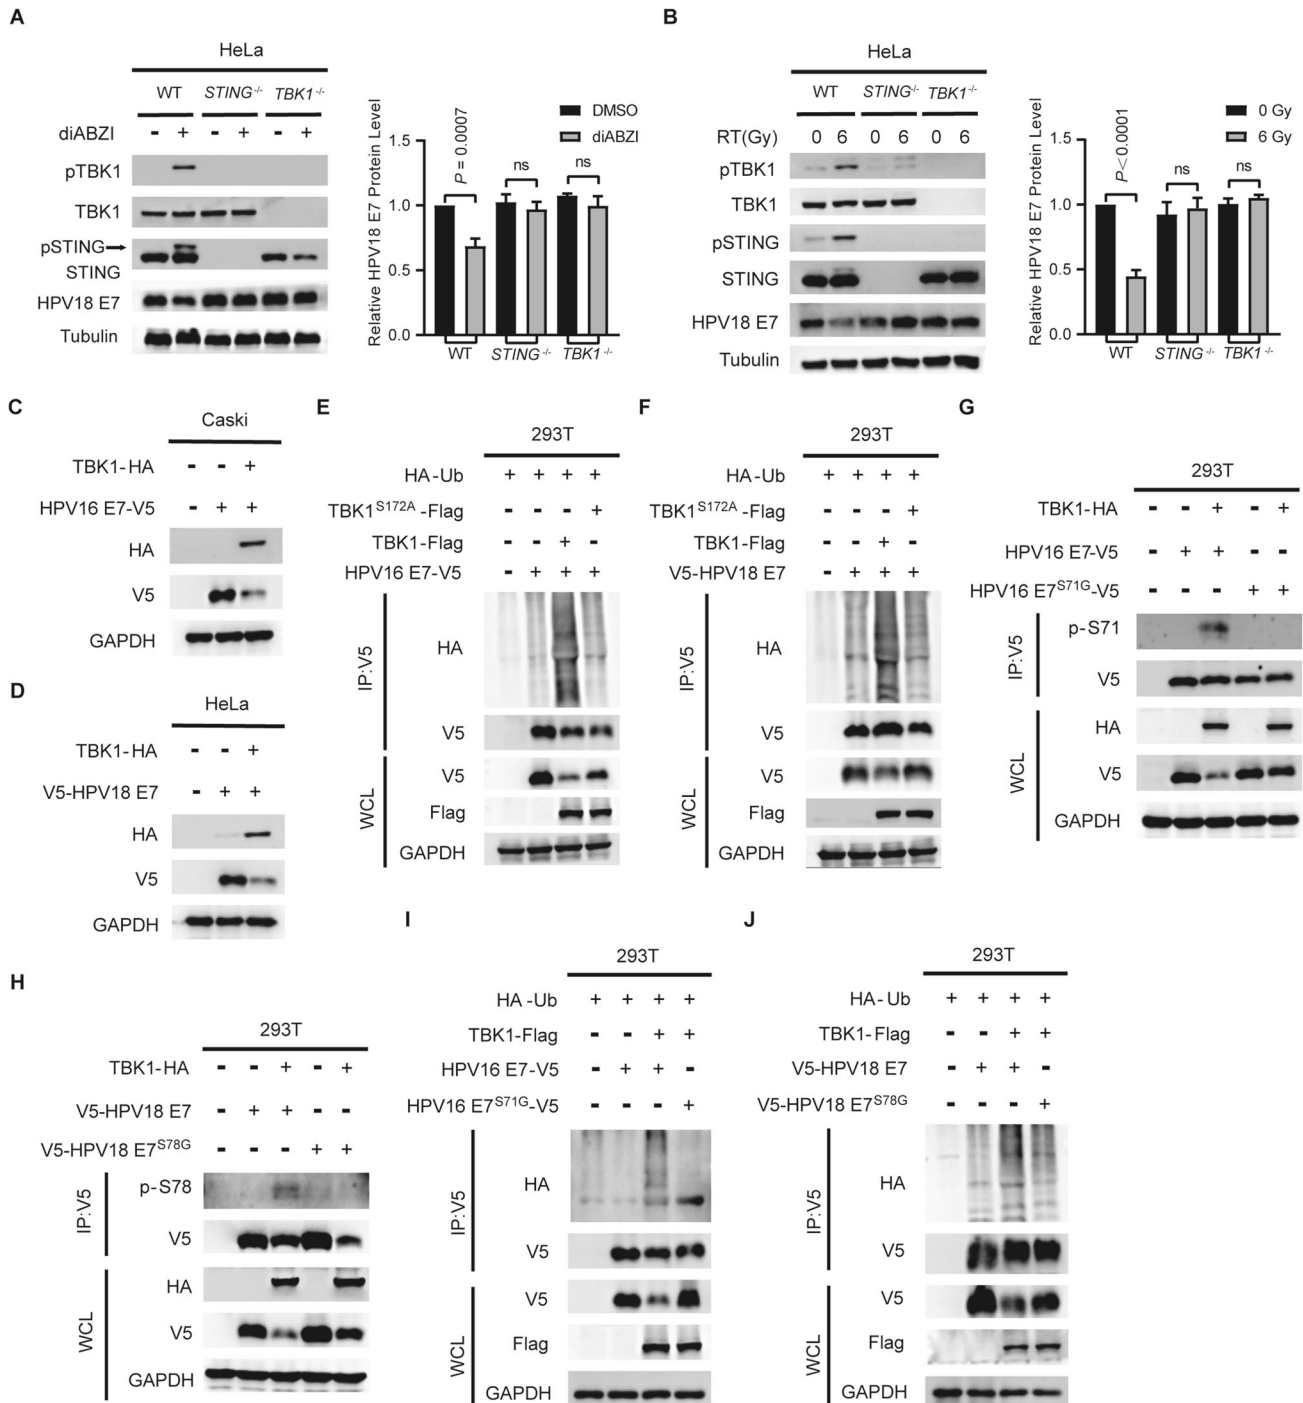 A
HeLa
WT STING-/- TBK1-/-
diABZI - + - + - +
pTBK1
TBK1
pSTING
STING
HPV18 E7
Tubulin
Relative HPV18 E7 Protein Level
1.5
1.0
0.5
0.0
P = 0.0007
ns
ns
DMSO
diABZI
WT STING-/- TBK1-/-
B
HeLa
WT STING-/- TBK1-/-
RT(Gy) 0 6 0 6 0 6
pTBK1
TBK1
pSTING
STING
HPV18 E7
Tubulin
Relative HPV18 E7 Protein Level
1.5
1.0
0.5
0.0
P < 0.0001
ns
ns
0 Gy
6 Gy
WT STING-/- TBK1-/-
C
Caski
TBK1-HA - - +
HPV16 E7-V5 - + +
HA
V5
GAPDH
D
HeLa
TBK1-HA - - +
V5-HPV18 E7 - + +
HA
V5
GAPDH
E
293T
HA-Ub + + + +
TBK1S172A-Flag - - - +
TBK1-Flag - - + -
HPV16 E7-V5 - + + +
IP:V5
HA
V5
WCL
V5
Flag
GAPDH
F
293T
HA-Ub + + + +
TBK1S172A-Flag - - - +
TBK1-Flag - - + -
V5-HPV18 E7 - + + +
IP:V5
HA
V5
WCL
V5
Flag
GAPDH
G
293T
TBK1-HA - - + - +
HPV16 E7-V5 - + + - -
HPV16 E7S71G-V5 - - - + +
IP:V5
p-S71
V5
WCL
HA
V5
GAPDH
H
293T
TBK1-HA - - + - +
V5-HPV18 E7 - + + - -
V5-HPV18 E7S78G - - - + +
IP:V5
p-S78
V5
WCL
HA
V5
GAPDH
I
293T
HA-Ub + + + +
TBK1-Flag - - + +
HPV16 E7-V5 - + + -
HPV16 E7S71G-V5 - - - +
IP:V5
HA
V5
WCL
V5
Flag
GAPDH
J
293T
HA-Ub + + + +
TBK1-Flag - - + +
V5-HPV18 E7 - + + -
V5-HPV18 E7S78G - - - +
IP:V5
HA
V5
WCL
V5
Flag
GAPDH